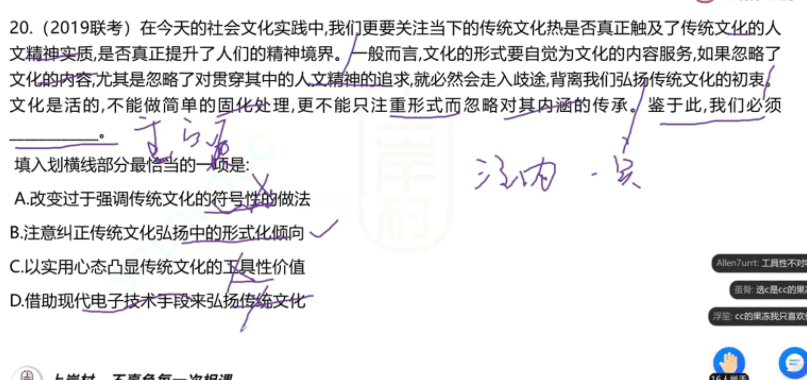 20.（2019联考）在今天的社会文化实践中,我们更要关注当下的传统文化热是否真正触及了传统文化的人
文精神实质,是否真正提升了人们的精神境界。一般而言,文化的形式要自觉为文化的内容服务,如果忽略了
文化的内容,尤其是忽略了对贯穿其中的人文精神的追求,就必然会走入歧途,背离我们弘扬传统文化的初衷。
文化是活的,不能做简单的固化处理,更不能只注重形式而忽略对其内涵的传承。鉴于此,我们必须
____________。
填入划横线部分最恰当的一项是:
A.改变过于强调传统文化的符号性的做法
注内
B.注意纠正传统文化弘扬中的形式化倾向
C.以实用心态凸显传统文化的工具性价值
D.借助现代电子技术手段来弘扬传统文化
上岸村
Allen7urrt: 工具性不对
选c是cc的果
浮笙: cc的果冻我只喜欢
上岸村 不辜负每一次相遇